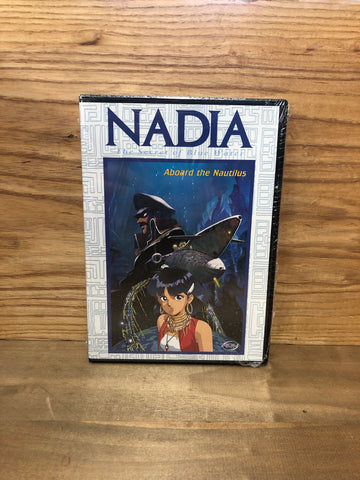 NADIA
The Secret of Blue Water
Aboard the Nautilus